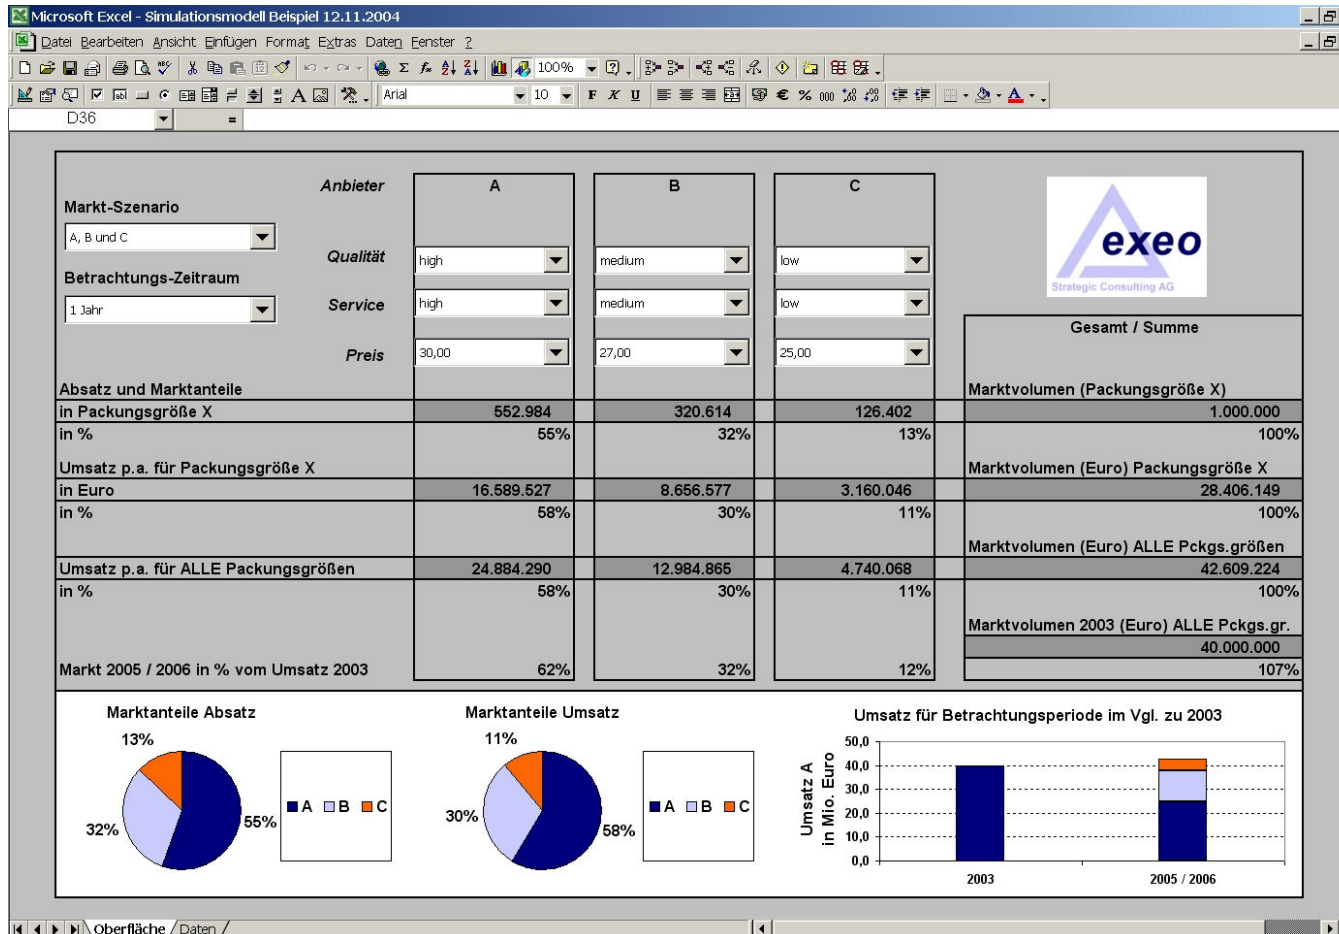 Microsoft Excel - Simulationsmodell Beispiel 12.11.2004
Datei Bearbeiten Ansicht Einfügen Format Extras Daten Fenster ?
100%
Arial 10 F K U € % 000
D36 =
Anbieter A B C
Markt-Szenario
A, B und C
exeo
Strategic Consulting AG
Qualität high medium low
Betrachtungs-Zeitraum
1 Jahr
Service high medium low
Gesamt / Summe
Preis 30,00 27,00 25,00
Absatz und Marktanteile Marktvolumen (Packungsgröße X)
in Packungsgröße X 552.984 320.614 126.402 1.000.000
in % 55% 32% 13% 100%
Umsatz p.a. für Packungsgröße X Marktvolumen (Euro) Packungsgröße X
in Euro 16.589.527 8.656.577 3.160.046 28.406.149
in % 58% 30% 11% 100%
Marktvolumen (Euro) ALLE Pckgs.größen
Umsatz p.a. für ALLE Packungsgrößen 24.884.290 12.984.865 4.740.068 42.609.224
in % 58% 30% 11% 100%
Marktvolumen 2003 (Euro) ALLE Pckgs.gr.
40.000.000
Markt 2005 / 2006 in % vom Umsatz 2003 62% 32% 12% 107%
Marktanteile Absatz
13%
32%
55%
A B C
Marktanteile Umsatz
11%
30%
58%
A B C
Umsatz für Betrachtungsperiode im Vgl. zu 2003
Umsatz A
in Mio. Euro
50,0
40,0
30,0
20,0
10,0
0,0
2003 2005 / 2006
Oberfläche Daten